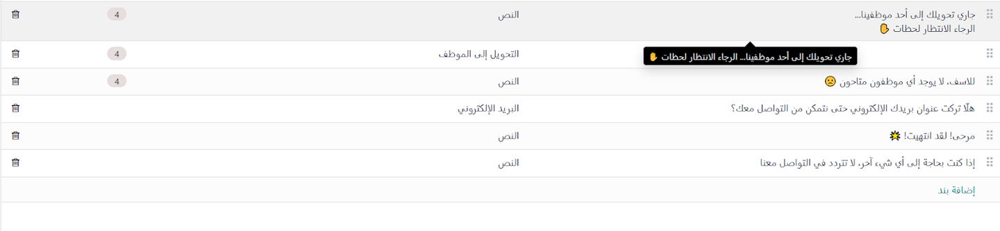 جاري تحويلك إلى أحد موظفينا... النص 4
الرجاء الانتظار لحظات ✋
التحويل إلى الموظف 4
جاري تحويلك إلى أحد موظفينا... الرجاء الانتظار لحظات ✋
للاسف، لا يوجد أي موظفون متاحون 🙁 النص 4
هلّا تركت عنوان بريدك الإلكتروني حتى نتمكن من التواصل معك؟ البريد الإلكتروني
مرحى! لقد انتهيت! 🌟 النص
إذا كنت بحاجة إلى أي شيء آخر، لا تتردد في التواصل معنا النص
إضافة بند